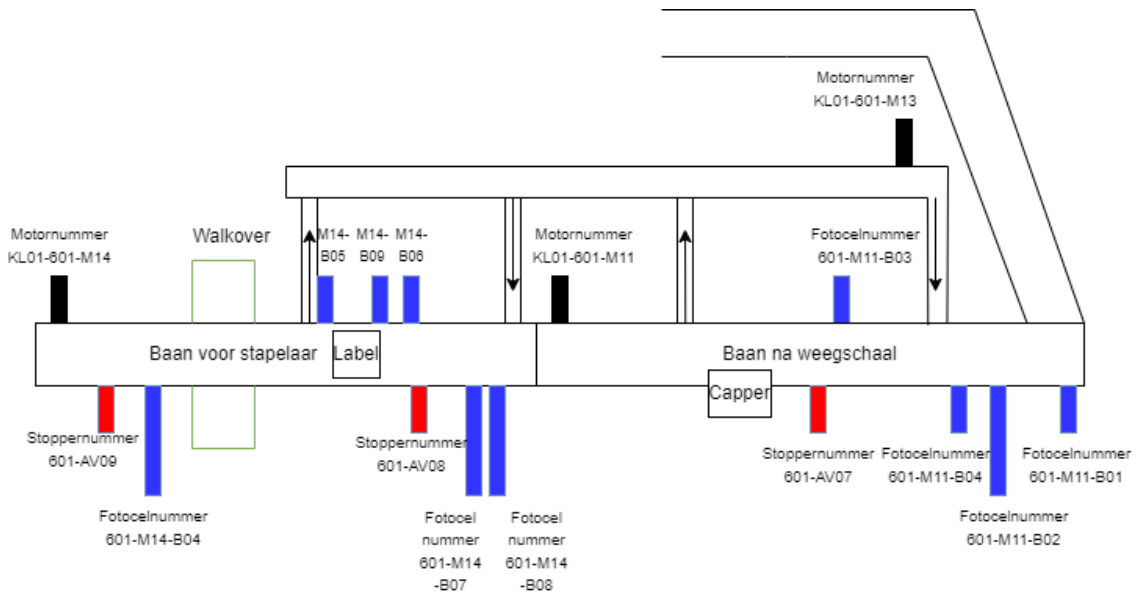 Motornummer
KL01-601-M13
Motornummer
KL01-601-M14
Walkover
M14-
B05
M14-
B09
M14-
B06
Motornummer
KL01-601-M11
Fotocelnummer
601-M11-B03
Baan voor stapelaar
Label
Baan na weegschaal
Capper
Stoppernummer
601-AV09
Stoppernummer
601-AV08
Stoppernummer
601-AV07
Fotocelnummer
601-M11-B04
Fotocelnummer
601-M11-B01
Fotocelnummer
601-M14-B04
Fotocel
nummer
601-M14
-B07
Fotocel
nummer
601-M14
-B08
Fotocelnummer
601-M11-B02